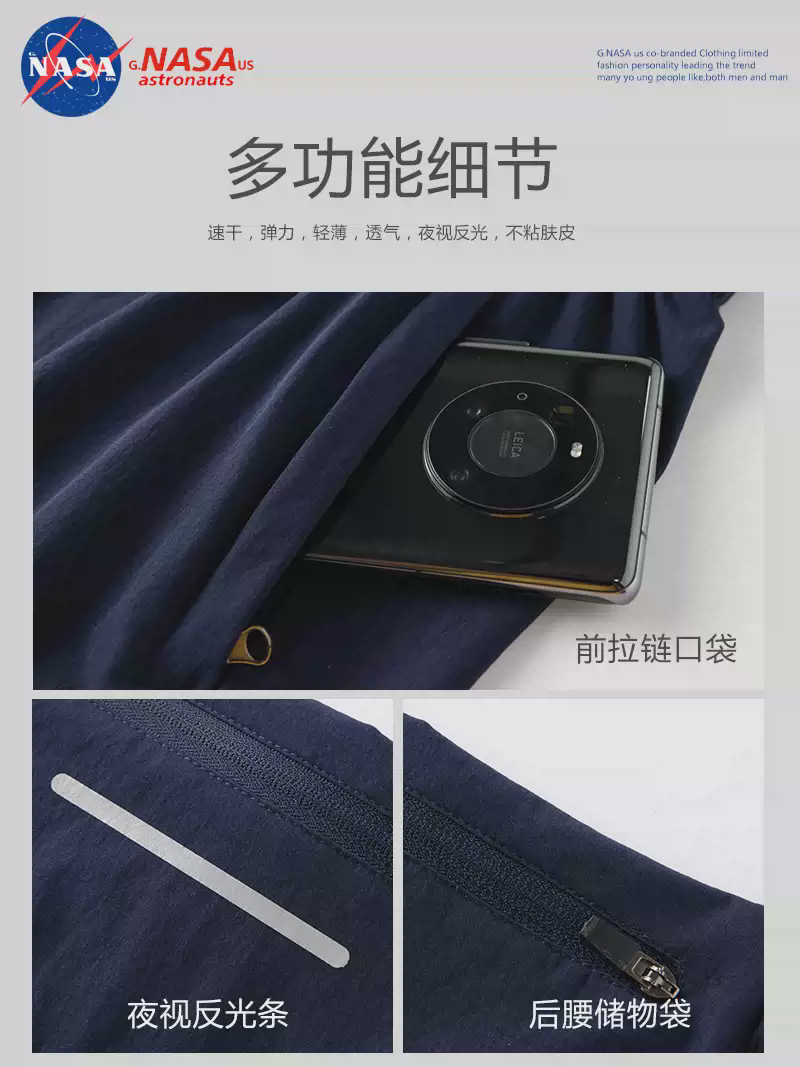 G.
NASA
US
G.NASAUS
astronauts
G.NASA us co-branded Clothing limited
fashion personality leading the trend
many yo ung people like,both men and man
多功能细节
速干，弹力，轻薄，透气，夜视反光，不粘肤皮
LEICA
前拉链口袋
夜视反光条
后腰储物袋